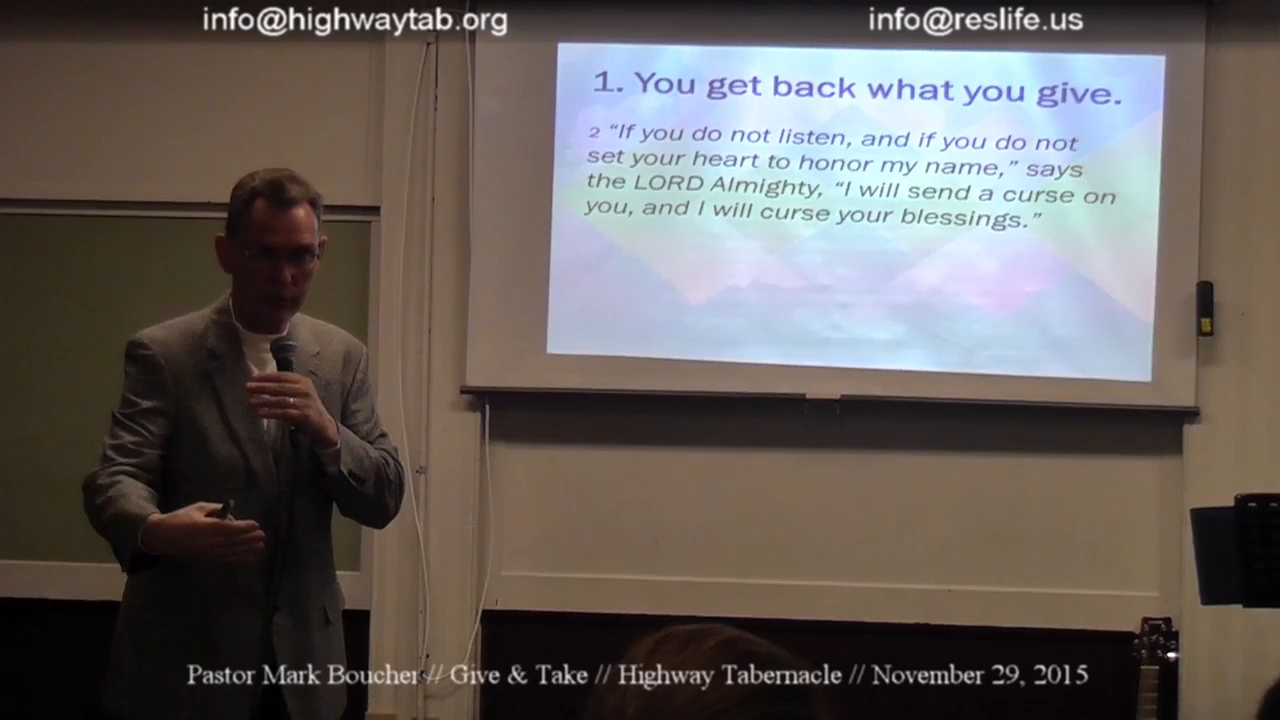 info@highwaytab.org
info@reslife.us
1. You get back what you give.
2 “If you do not listen, and if you do not
set your heart to honor my name,” says
the LORD Almighty, “I will send a curse on
you, and I will curse your blessings.”
Pastor Mark Boucher // Give & Take // Highway Tabernacle // November 29, 2015